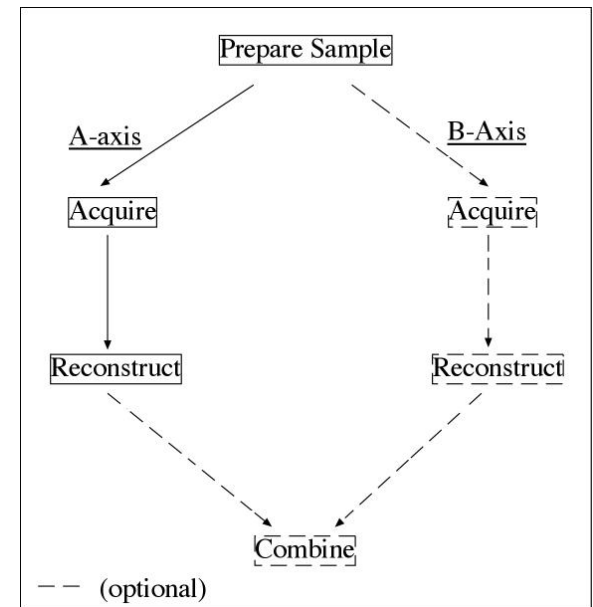 Prepare Sample
A-axis
B-Axis
Acquire
Acquire
Reconstruct
Reconstruct
Combine
(optional)